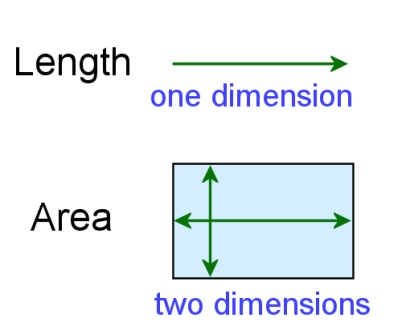 Length
one dimension
Area
two dimensions